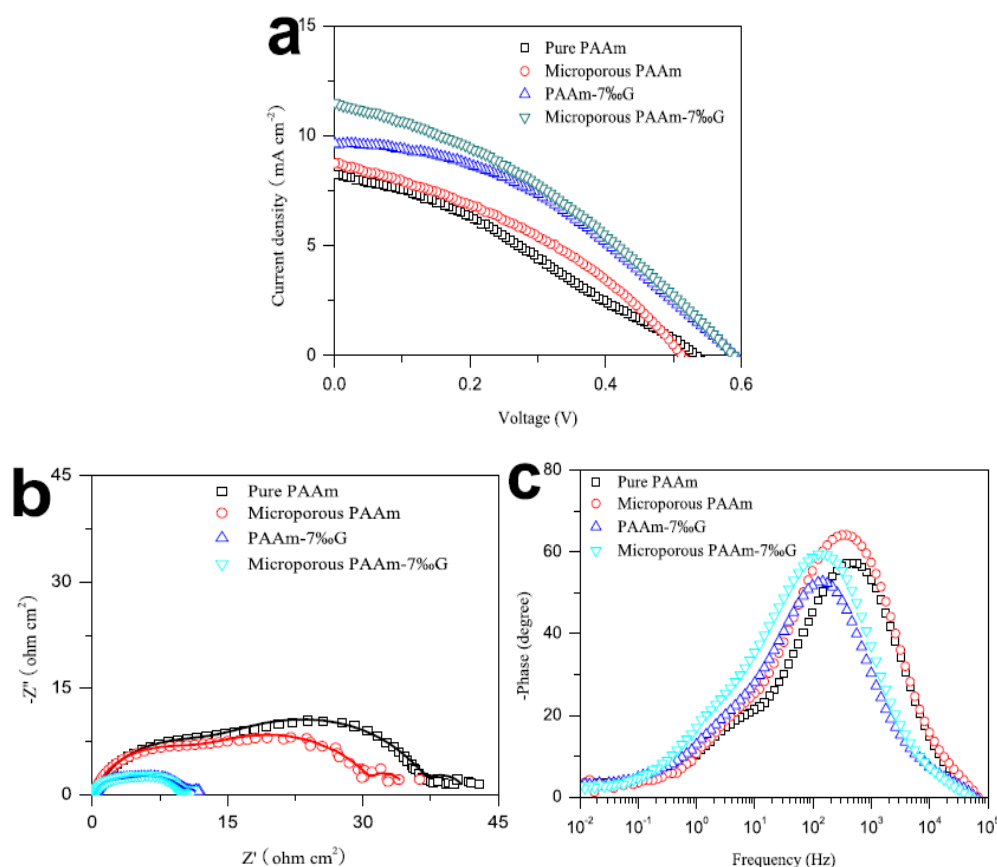 a
15
10
5
0
Current density ( mA cm⁻²)
Pure PAAm
Microporous PAAm
PAAm-7‰G
Microporous PAAm-7‰G
0.0 0.2 0.4 0.6
Voltage (V)
b
45
30
15
0
-Z" ( ohm cm²)
Pure PAAm
Microporous PAAm
PAAm-7‰G
Microporous PAAm-7‰G
0 15 30 45
Z' ( ohm cm²)
c
80
60
40
20
0
-Phase (degree)
Pure PAAm
Microporous PAAm
PAAm-7‰G
Microporous PAAm-7‰G
10⁻² 10⁻¹ 10⁰ 10¹ 10² 10³ 10⁴ 10⁵
Frequency (Hz)